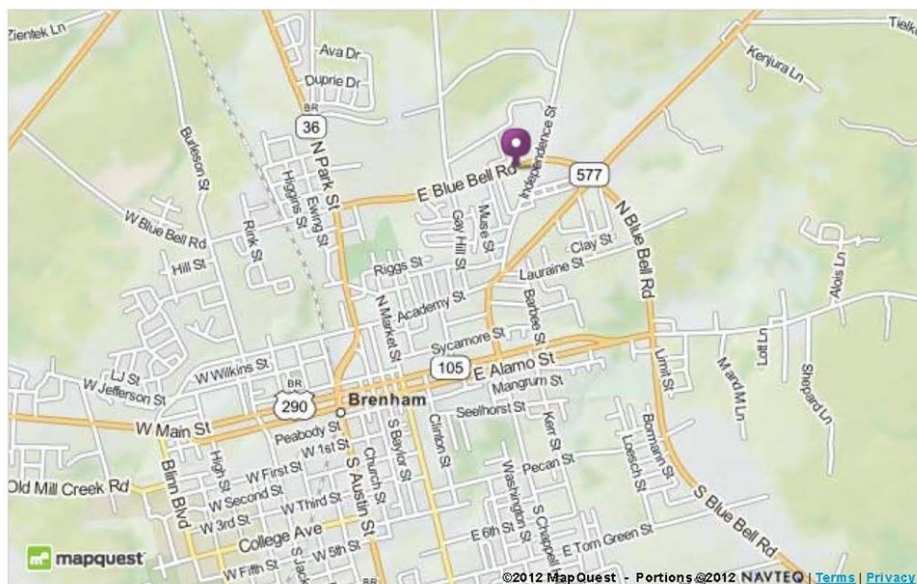 Zientek Ln
Ava Dr
Duprie Dr
Tielke
Kenjura Ln
BR
36
N Park St
Burleson St
Independence St
E Blue Bell Rd
577
Higgins St
Ewing St
W Blue Bell Rd
Rink St
Hill St
Gay Hill St
Muse St
Clay St
N Blue Bell Rd
Riggs St
Lauraine St
Alois Ln
Academy St
N Market St
Barbee St
Sycamore St
LJ St
W Wilkins St
105
E Alamo St
Limit St
M and M Ln
Lott Ln
Shepard Ln
W Jefferson St
BR
290
Brenham
Mangrum St
W Main St
Seelhorst St
Peabody St
W 1st St
S Baylor St
Clinton St
Kerr St
Bormann St
Blinn Blvd
High St
W First St
S Austin St
Church St
Pecan St
Loesch St
Old Mill Creek Rd
W Second St
W Third St
W 3rd St
Washington St
S Chappell H
S Blue Bell Rd
College Ave
E 6th St
E Tom Green St
W 5th St
W Fifth St
S Jack
mapquest
©2012 MapQuest - Portions @2012 NAVTEQ | Terms | Privacy